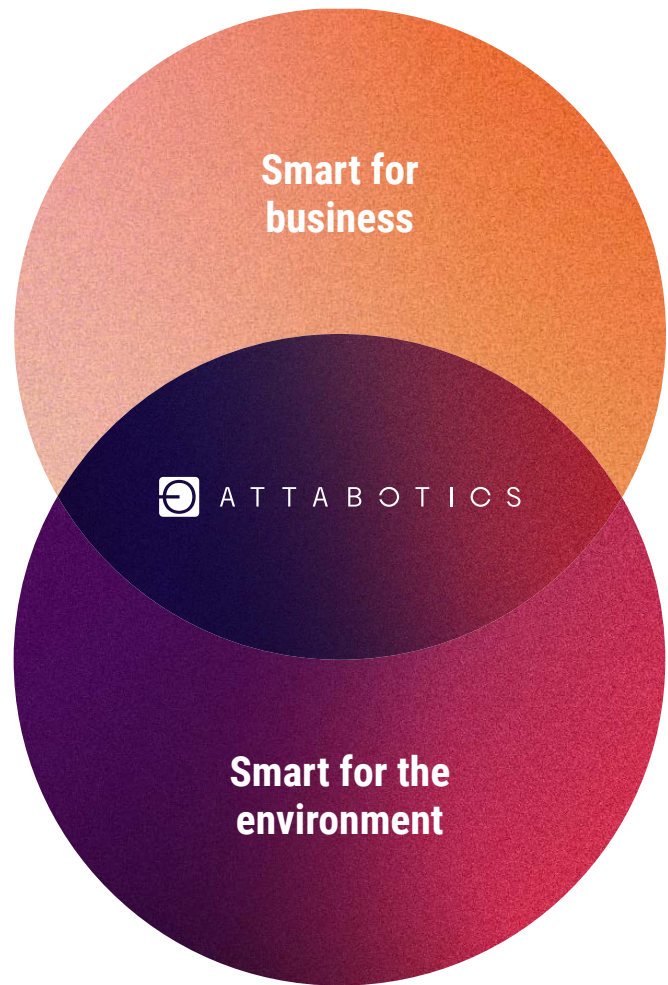 Smart for
business
ATTABOTICS
Smart for the
environment